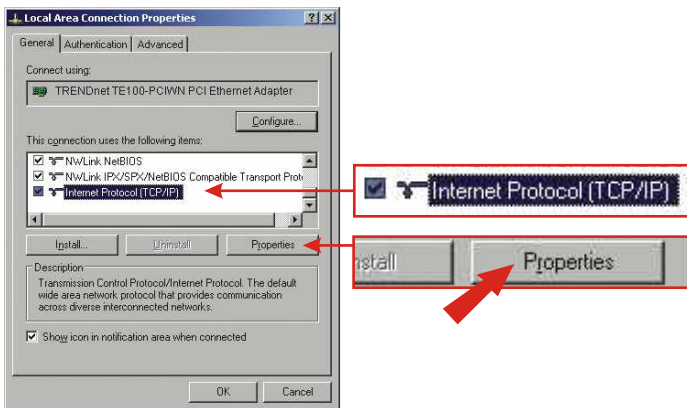 Local Area Connection Properties
General Authentication Advanced
Connect using:
TRENDnet TE100-PCIWN PCI Ethernet Adapter
Configure...
This connection uses the following items:
NWLink NetBIOS
NWLink IPX/SPX/NetBIOS Compatible Transport Proto
Internet Protocol (TCP/IP)
Install... Uninstall Properties
Description
Transmission Control Protocol/Internet Protocol. The default
wide area network protocol that provides communication
across diverse interconnected networks.
Show icon in notification area when connected
OK Cancel
Internet Protocol (TCP/IP)
nstall Properties